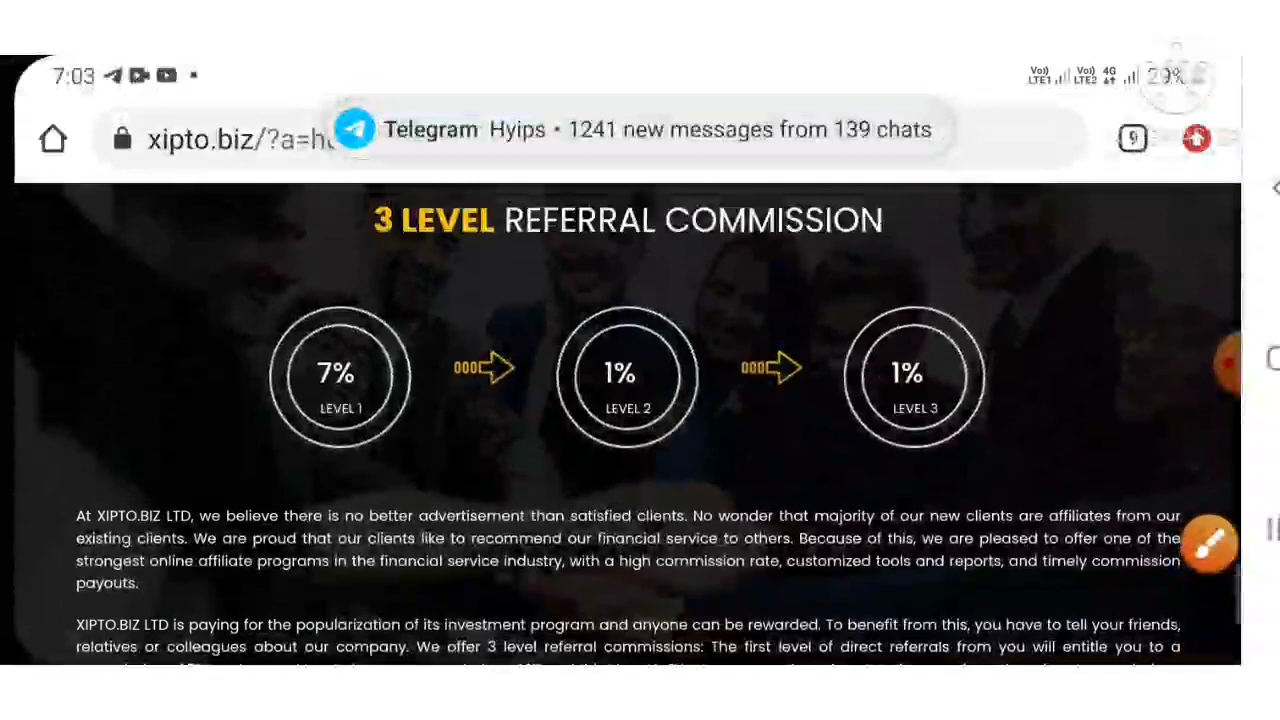 7:03
Vo) LTE1 Vo) LTE2 4G 29%
xipto.biz/?a=h
Telegram Hyips • 1241 new messages from 139 chats
9
3 LEVEL REFERRAL COMMISSION
7% 1% 1%
LEVEL 1 LEVEL 2 LEVEL 3
At XIPTO.BIZ LTD, we believe there is no better advertisement than satisfied clients. No wonder that majority of our new clients are affiliates from our
existing clients. We are proud that our clients like to recommend our financial service to others. Because of this, we are pleased to offer one of the
strongest online affiliate programs in the financial service industry, with a high commission rate, customized tools and reports, and timely commission
payouts.
XIPTO.BIZ LTD is paying for the popularization of its investment program and anyone can be rewarded. To benefit from this, you have to tell your friends,
relatives or colleagues about our company. We offer 3 level referral commissions: The first level of direct referrals from you will entitle you to a